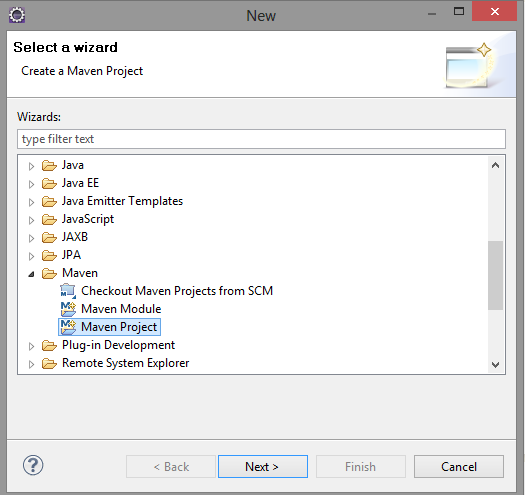 New
Select a wizard
Create a Maven Project
Wizards:
type filter text
Java
Java EE
Java Emitter Templates
JavaScript
JAXB
JPA
Maven
Checkout Maven Projects from SCM
Maven Module
Maven Project
Plug-in Development
Remote System Explorer
? < Back Next > Finish Cancel